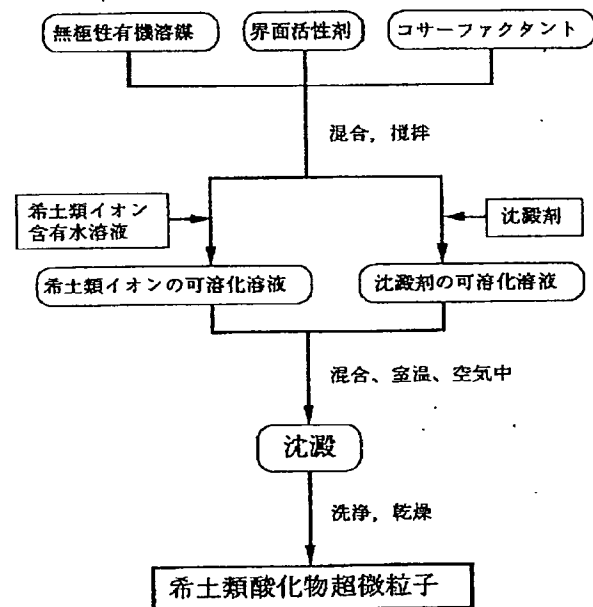 無極性有機溶媒
界面活性剤
コサーファクタント
混合，撹拌
希土類イオン
含有水溶液
沈澱剤
希土類イオンの可溶化溶液
沈澱剤の可溶化溶液
混合、室温、空気中
沈澱
洗浄，乾燥
希土類酸化物超微粒子